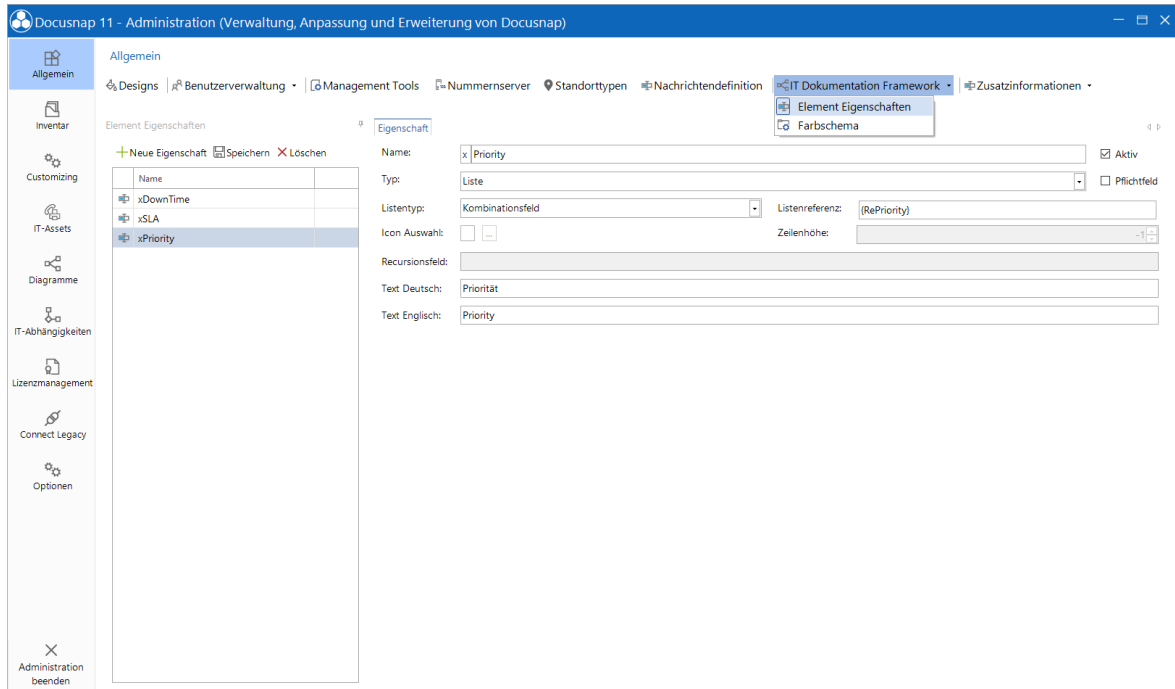 Docusnap 11 - Administration (Verwaltung, Anpassung und Erweiterung von Docusnap)
Allgemein
Inventar
Customizing
IT-Assets
Diagramme
IT-Abhängigkeiten
Lizenzmanagement
Connect Legacy
Optionen
Administration
beenden
Allgemein
Designs Benutzerverwaltung Management Tools Nummernserver Standorttypen Nachrichtendefinition IT Dokumentation Framework Zusatzinformationen
Element Eigenschaften
Farbschema
Element Eigenschaften
Neue Eigenschaft Speichern Löschen
Name
xDownTime
xSLA
xPriority
Eigenschaft
Name: x Priority Aktiv
Typ: Liste Pflichtfeld
Listentyp: Kombinationsfeld Listenreferenz: {RePriority}
Icon Auswahl: ... Zeilenhöhe: -1
Recursionsfeld:
Text Deutsch: Priorität
Text Englisch: Priority